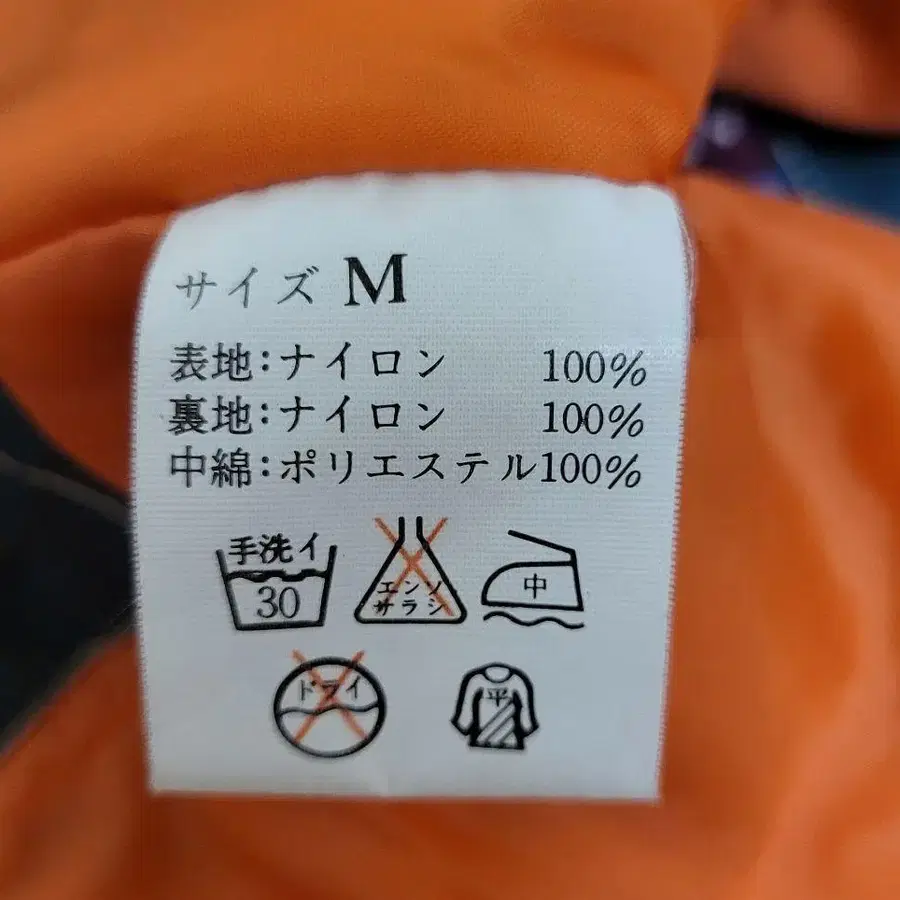 サイズ M
表地:ナイロン 100%
裏地:ナイロン 100%
中綿:ポリエステル100%
手洗イ
30
エンソ
サラシ
中
ドライ
平